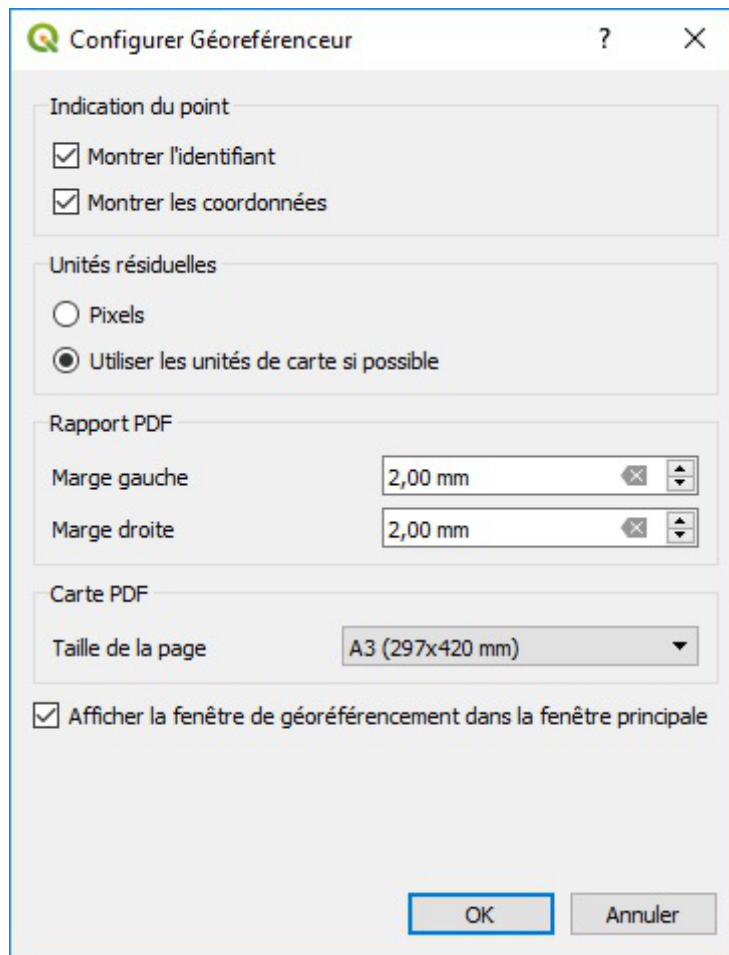 Configurer Géoreférenceur ?
Indication du point
Montrer l'identifiant
Montrer les coordonnées
Unités résiduelles
Pixels
Utiliser les unités de carte si possible
Rapport PDF
Marge gauche 2,00 mm
Marge droite 2,00 mm
Carte PDF
Taille de la page A3 (297x420 mm)
Afficher la fenêtre de géoréférencement dans la fenêtre principale
OK Annuler